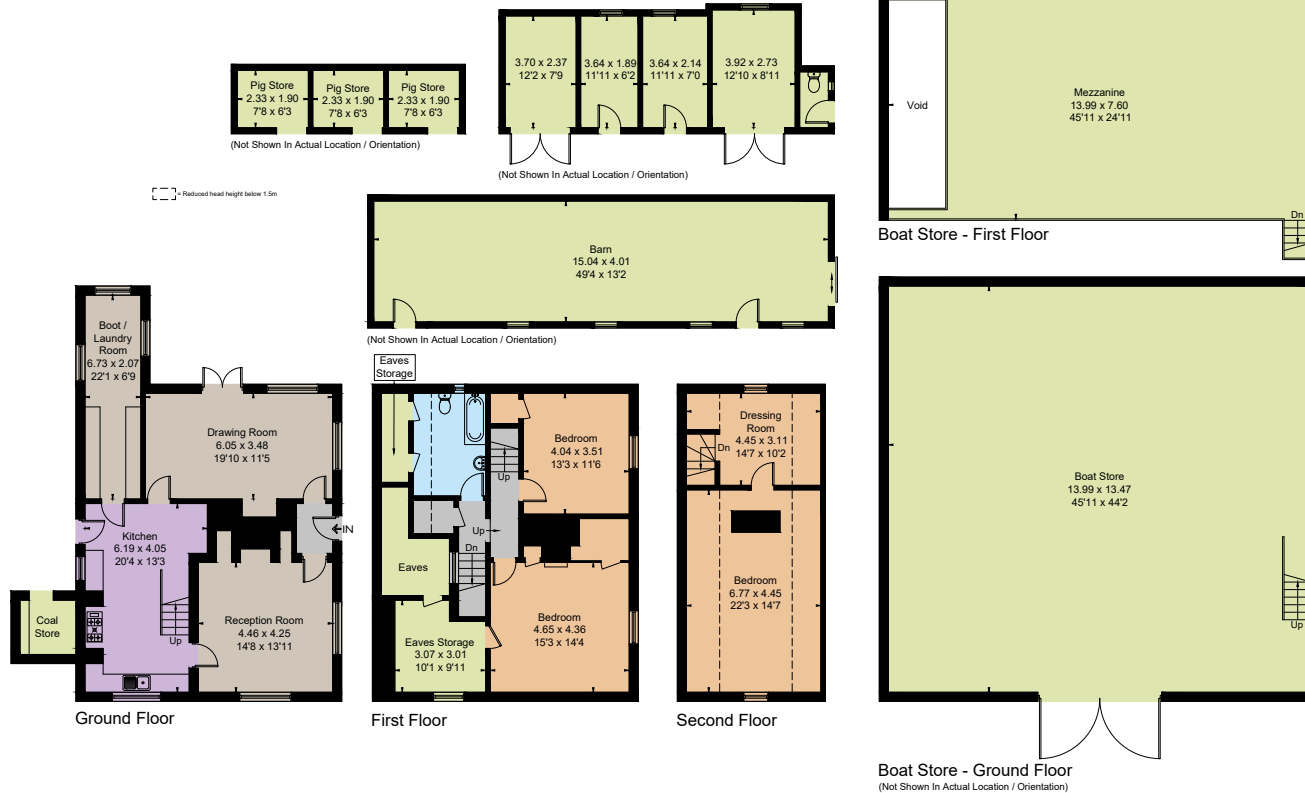 Pig Store
2.33 x 1.90
7'8 x 6'3
Pig Store
2.33 x 1.90
7'8 x 6'3
Pig Store
2.33 x 1.90
7'8 x 6'3
(Not Shown In Actual Location / Orientation)
3.70 x 2.37
12'2 x 7'9
3.64 x 1.89
11'11 x 6'2
3.64 x 2.14
11'11 x 7'0
3.92 x 2.73
12'10 x 8'11
(Not Shown In Actual Location / Orientation)
Void
Mezzanine
13.99 x 7.60
45'11 x 24'11
Dn
Boat Store - First Floor
= Reduced head height below 1.5m
Barn
15.04 x 4.01
49'4 x 13'2
(Not Shown In Actual Location / Orientation)
Boot /
Laundry
Room
6.73 x 2.07
22'1 x 6'9
Drawing Room
6.05 x 3.48
19'10 x 11'5
IN
Kitchen
6.19 x 4.05
20'4 x 13'3
Coal
Store
Up
Reception Room
4.46 x 4.25
14'8 x 13'11
Ground Floor
Eaves
Storage
Bedroom
4.04 x 3.51
13'3 x 11'6
Up
Up
Dn
Eaves
Eaves Storage
3.07 x 3.01
10'1 x 9'11
Bedroom
4.65 x 4.36
15'3 x 14'4
First Floor
Dressing
Room
4.45 x 3.11
14'7 x 10'2
Dn
Bedroom
6.77 x 4.45
22'3 x 14'7
Second Floor
Boat Store
13.99 x 13.47
45'11 x 44'2
Up
Boat Store - Ground Floor
(Not Shown In Actual Location / Orientation)